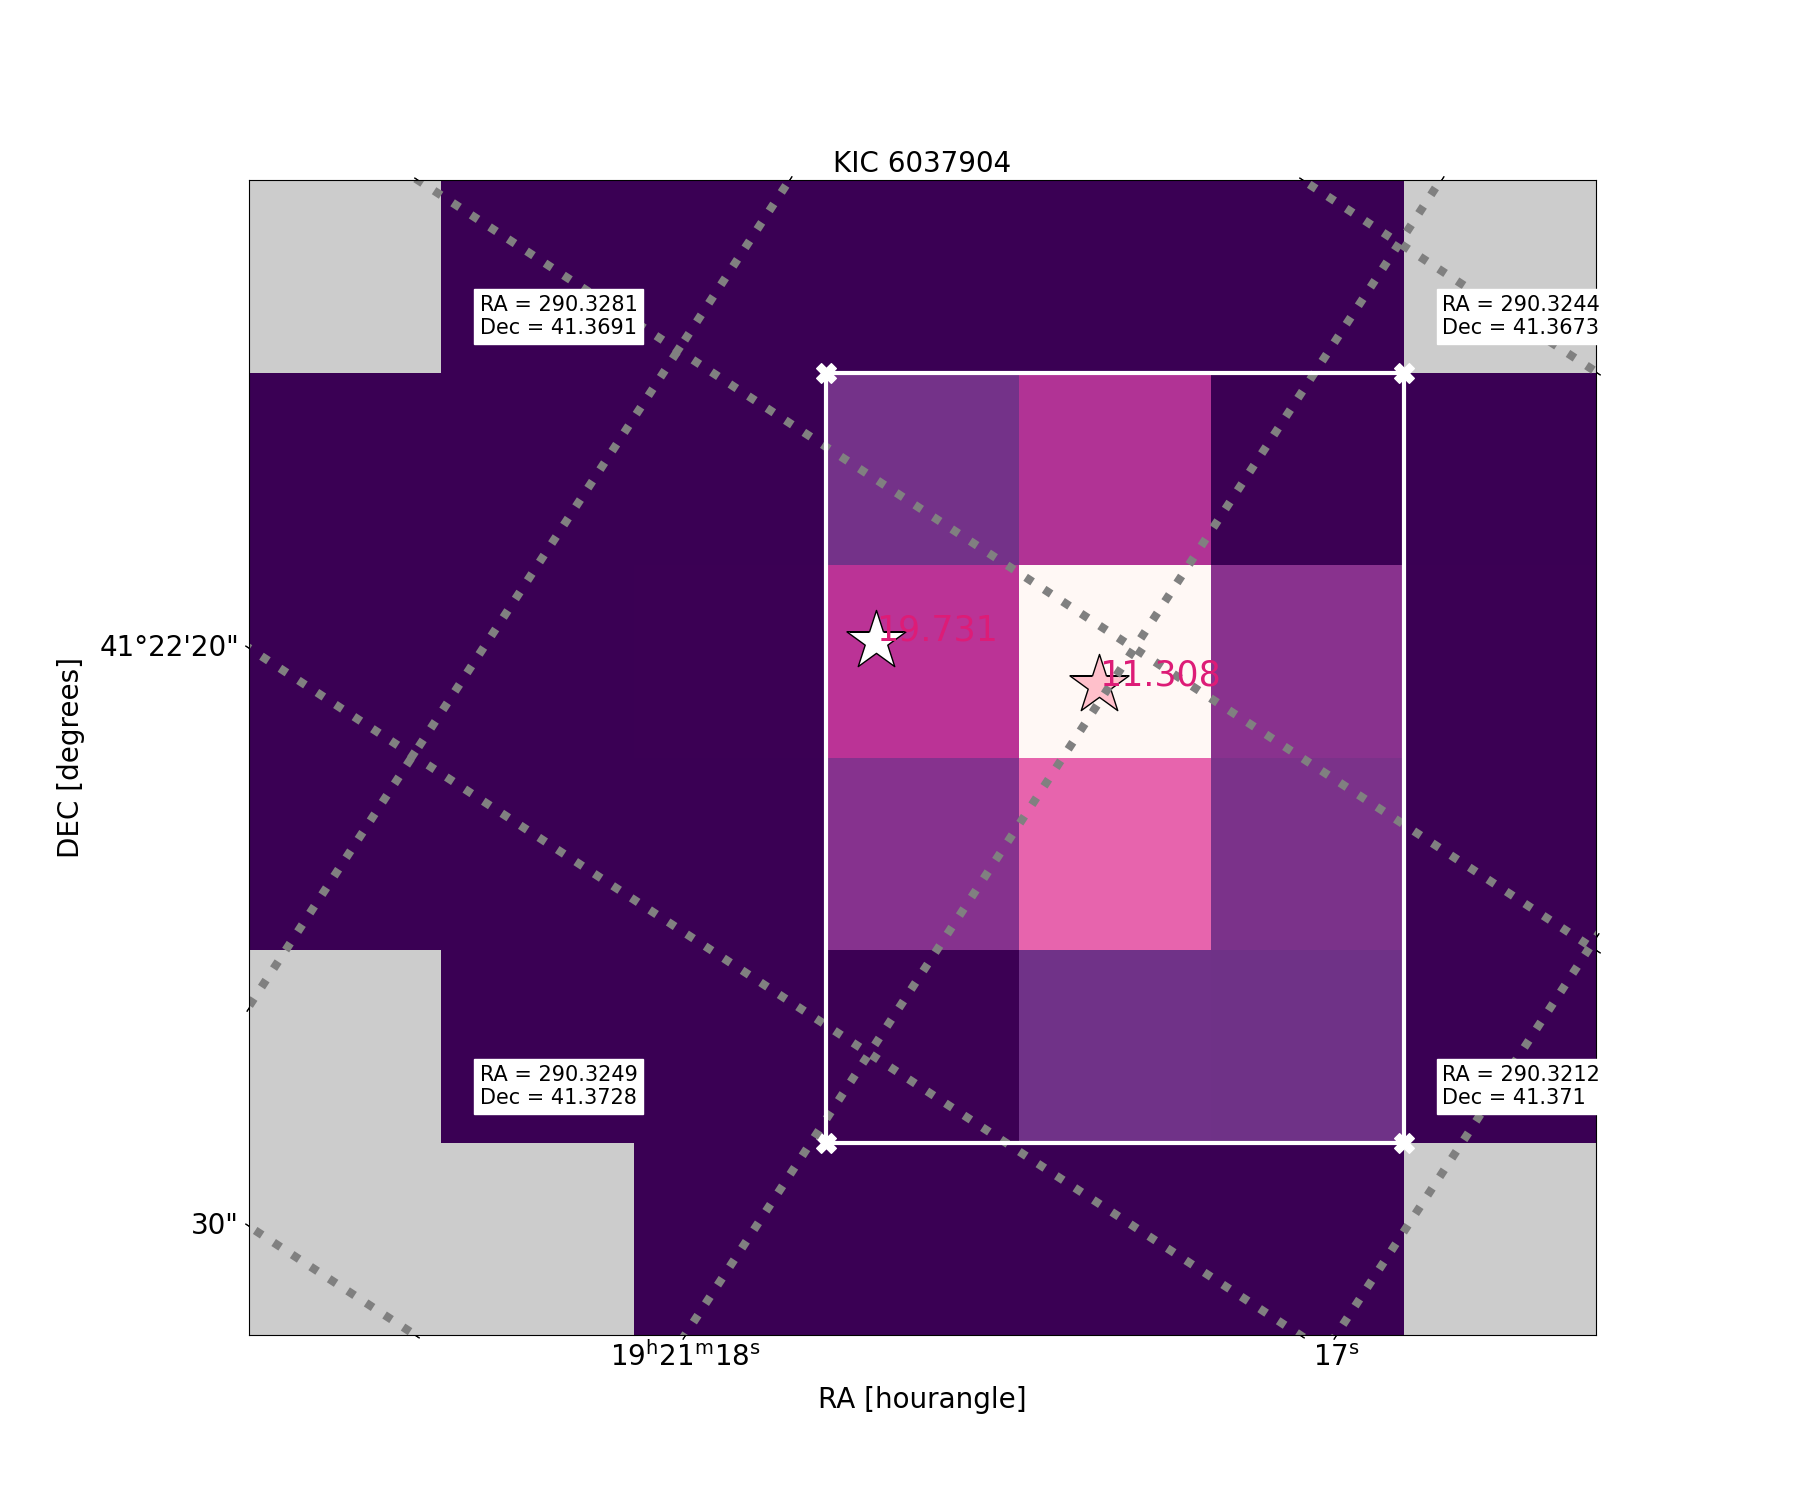 KIC 6037904
RA = 290.3281
Dec = 41.3691
RA = 290.3244
Dec = 41.3673
19.731
11.308
41°22'20"
DEC [degrees]
RA = 290.3249
Dec = 41.3728
RA = 290.3212
Dec = 41.371
30"
19ʰ21ᵐ18ˢ
17ˢ
RA [hourangle]